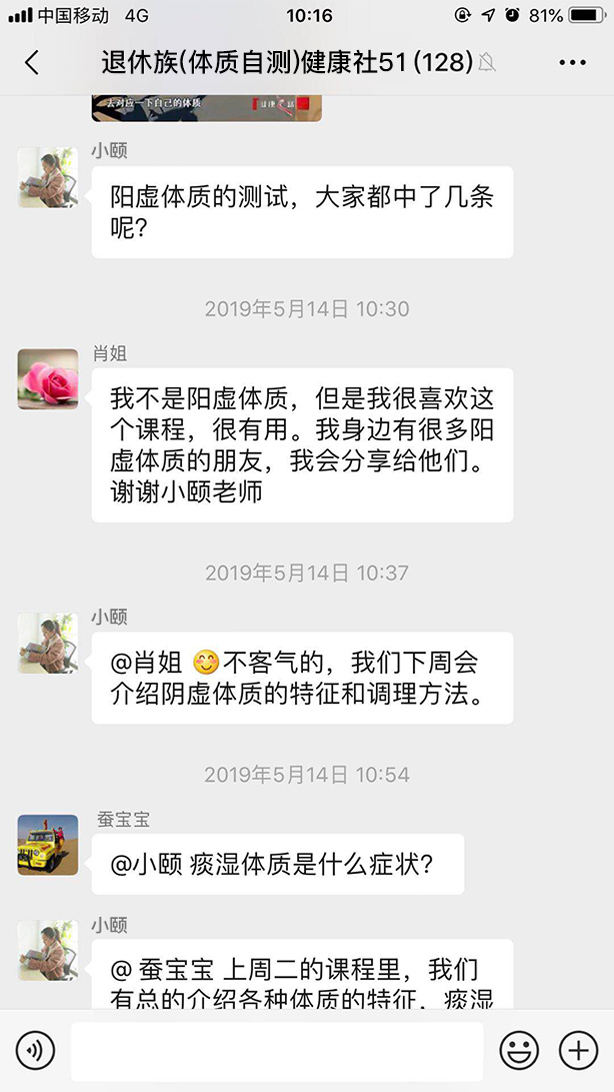 中国移动 4G 10:16 81%
退休族(体质自测)健康社51(128)
去对应一下自己的体质
小颐
阳虚体质的测试，大家都中了几条
呢?
2019年5月14日 10:30
肖姐
我不是阳虚体质，但是我很喜欢这
个课程，很有用。我身边有很多阳
虚体质的朋友，我会分享给他们。
谢谢小颐老师
2019年5月14日 10:37
小颐
@肖姐 😊不客气的，我们下周会
介绍阴虚体质的特征和调理方法。
2019年5月14日 10:54
蚕宝宝
@小颐 痰湿体质是什么症状?
小颐
@ 蚕宝宝 上周二的课程里，我们
有总的介绍各种体质的特征，痰湿